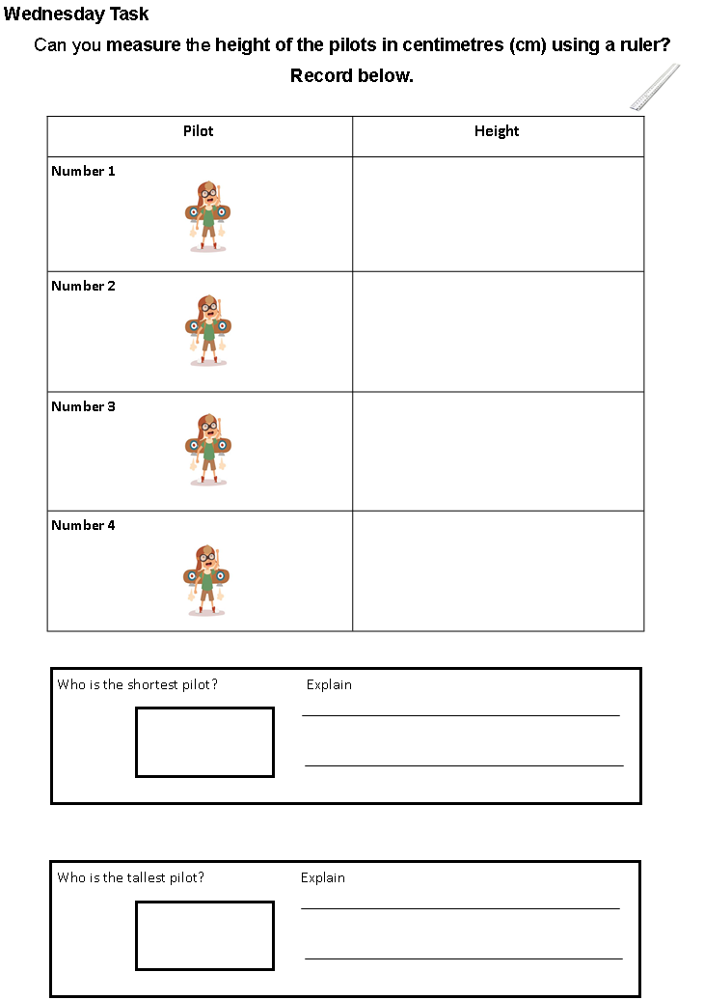 Wednesday Task
Can you measure the height of the pilots in centimetres (cm) using a ruler?
Record below.
Pilot Height
Number 1
Number 2
Number 3
Number 4
Who is the shortest pilot? Explain
Who is the tallest pilot? Explain